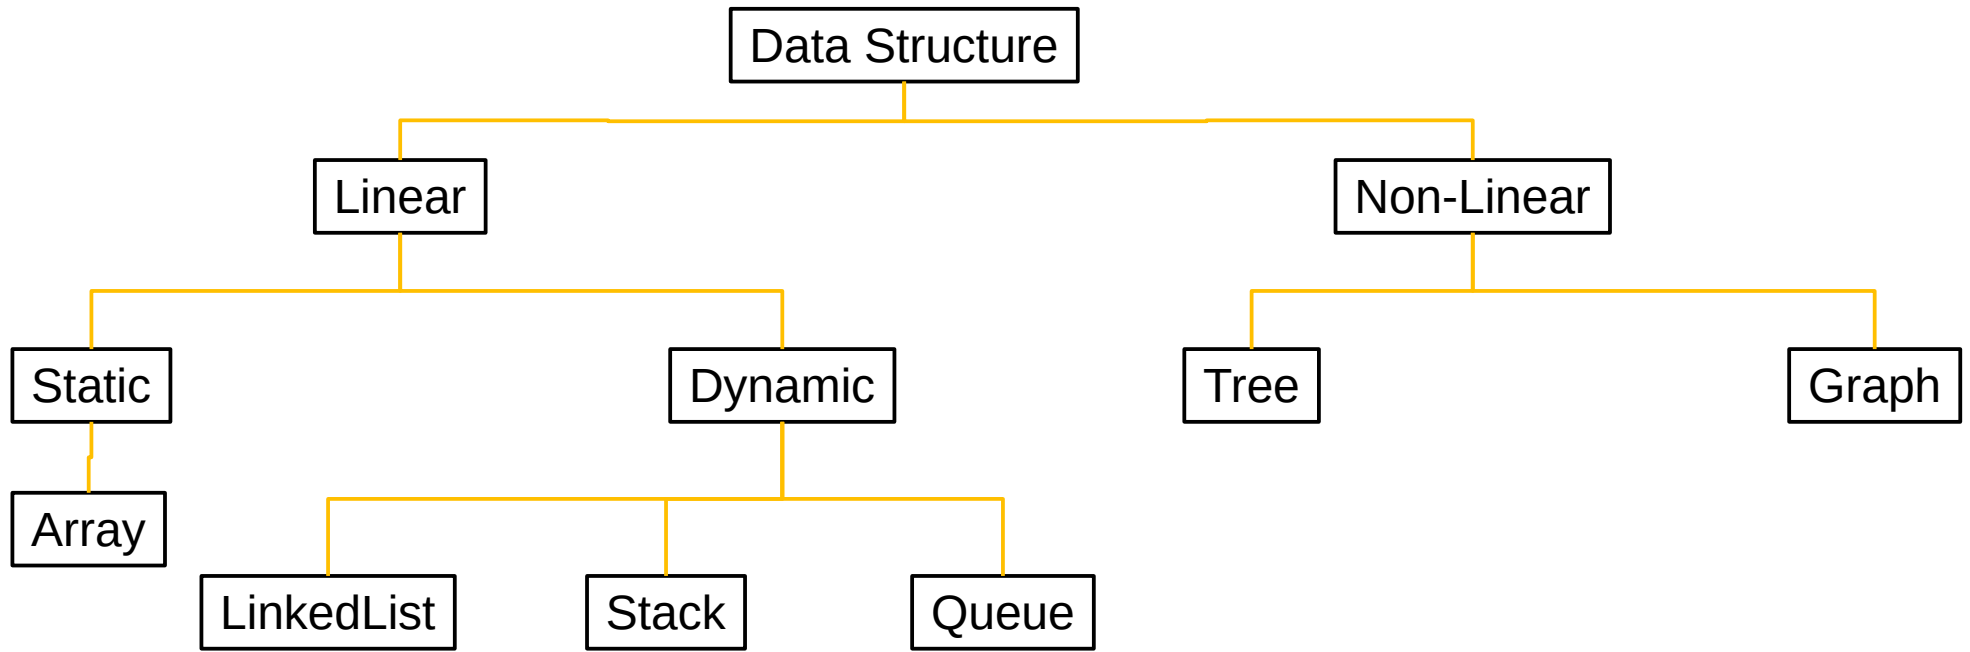 Data Structure
Linear
Non-Linear
Static
Dynamic
Tree
Graph
Array
LinkedList
Stack
Queue